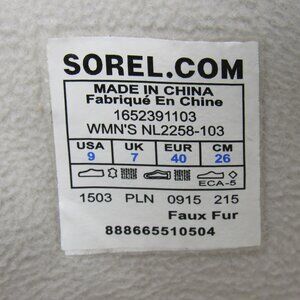 SOREL.COM
MADE IN CHINA
Fabriqué En Chine
1652391103
WMN'S NL2258-103
USA UK EUR CM
9 7 40 26
ECA-5
1503 PLN 0915 215
Faux Fur
888665510504